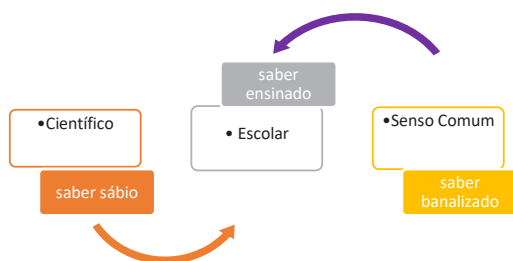 •Científico
saber sábio
saber
ensinado
• Escolar
•Senso Comum
saber
banalizado